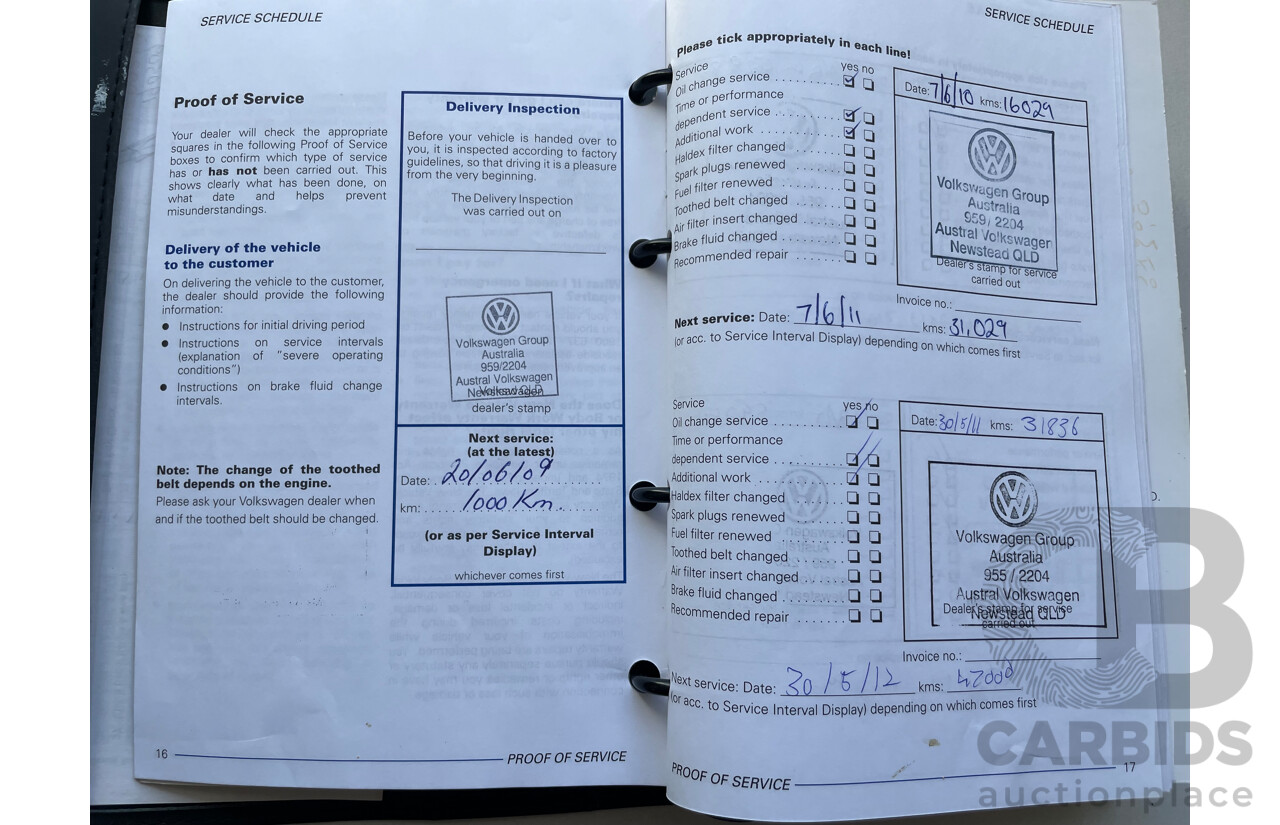 SERVICE SCHEDULE
Proof of Service
Your dealer will check the appropriate
squares in the following Proof of Service
boxes to confirm which type of service
has or has not been carried out. This
shows clearly what has been done, on
what date and helps prevent
misunderstandings.
Delivery of the vehicle
to the customer
On delivering the vehicle to the customer,
the dealer should provide the following
information:
● Instructions for initial driving period
● Instructions on service intervals
(explanation of "severe operating
conditions")
● Instructions on brake fluid change
intervals.
Note: The change of the toothed
belt depends on the engine.
Please ask your Volkswagen dealer when
and if the toothed belt should be changed.
Delivery Inspection
Before your vehicle is handed over to
you, it is inspected according to factory
guidelines, so that driving it is a pleasure
from the very beginning.
The Delivery Inspection
was carried out on
Volkswagen Group
Australia
959/2204
Austral Volkswagen
Newstead QLD
dealer's stamp
Next service:
(at the latest)
Date: 20/06/09
km: 1000 Km
(or as per Service Interval
Display)
whichever comes first
16
PROOF OF SERVICE
SERVICE SCHEDULE
Please tick appropriately in each line!
Service yes no
Oil change service
Time or performance
dependent service
Additional work
Haldex filter changed
Spark plugs renewed
Fuel filter renewed
Toothed belt changed
Air filter insert changed
Brake fluid changed
Recommended repair
Date: 7/6/10 kms: 16029
Volkswagen Group
Australia
959/2204
Austral Volkswagen
Newstead QLD
Dealer's stamp for service
carried out
Invoice no.:
Next service: Date: 7/6/11 kms: 31,029
(or acc. to Service Interval Display) depending on which comes first
Service yes no
Oil change service
Time or performance
dependent service
Additional work
Haldex filter changed
Spark plugs renewed
Fuel filter renewed
Toothed belt changed
Air filter insert changed
Brake fluid changed
Recommended repair
Date: 30/5/11 kms: 31836
Volkswagen Group
Australia
955 / 2204
Austral Volkswagen
Newstead QLD
Dealer's stamp for service
carried out
Invoice no.:
Next service: Date: 30/5/12 kms:
(or acc. to Service Interval Display) depending on which comes first
PROOF OF SERVICE
17
CARBIDS
auctionplace